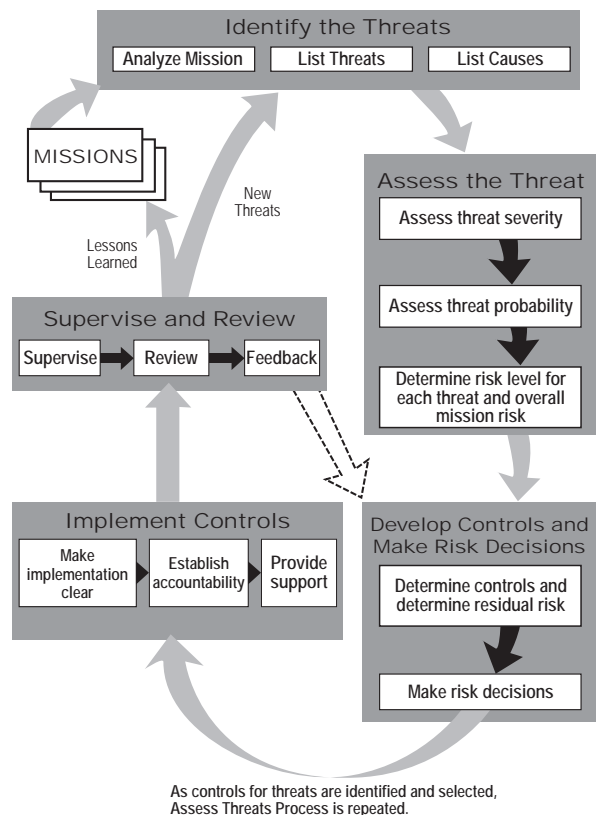 Identify the Threats
Analyze Mission
List Threats
List Causes
MISSIONS
New
Threats
Lessons
Learned
Assess the Threat
Assess threat severity
Assess threat probability
Determine risk level for
each threat and overall
mission risk
Supervise and Review
Supervise
Review
Feedback
Implement Controls
Make
implementation
clear
Establish
accountability
Provide
support
Develop Controls and
Make Risk Decisions
Determine controls and
determine residual risk
Make risk decisions
As controls for threats are identified and selected,
Assess Threats Process is repeated.